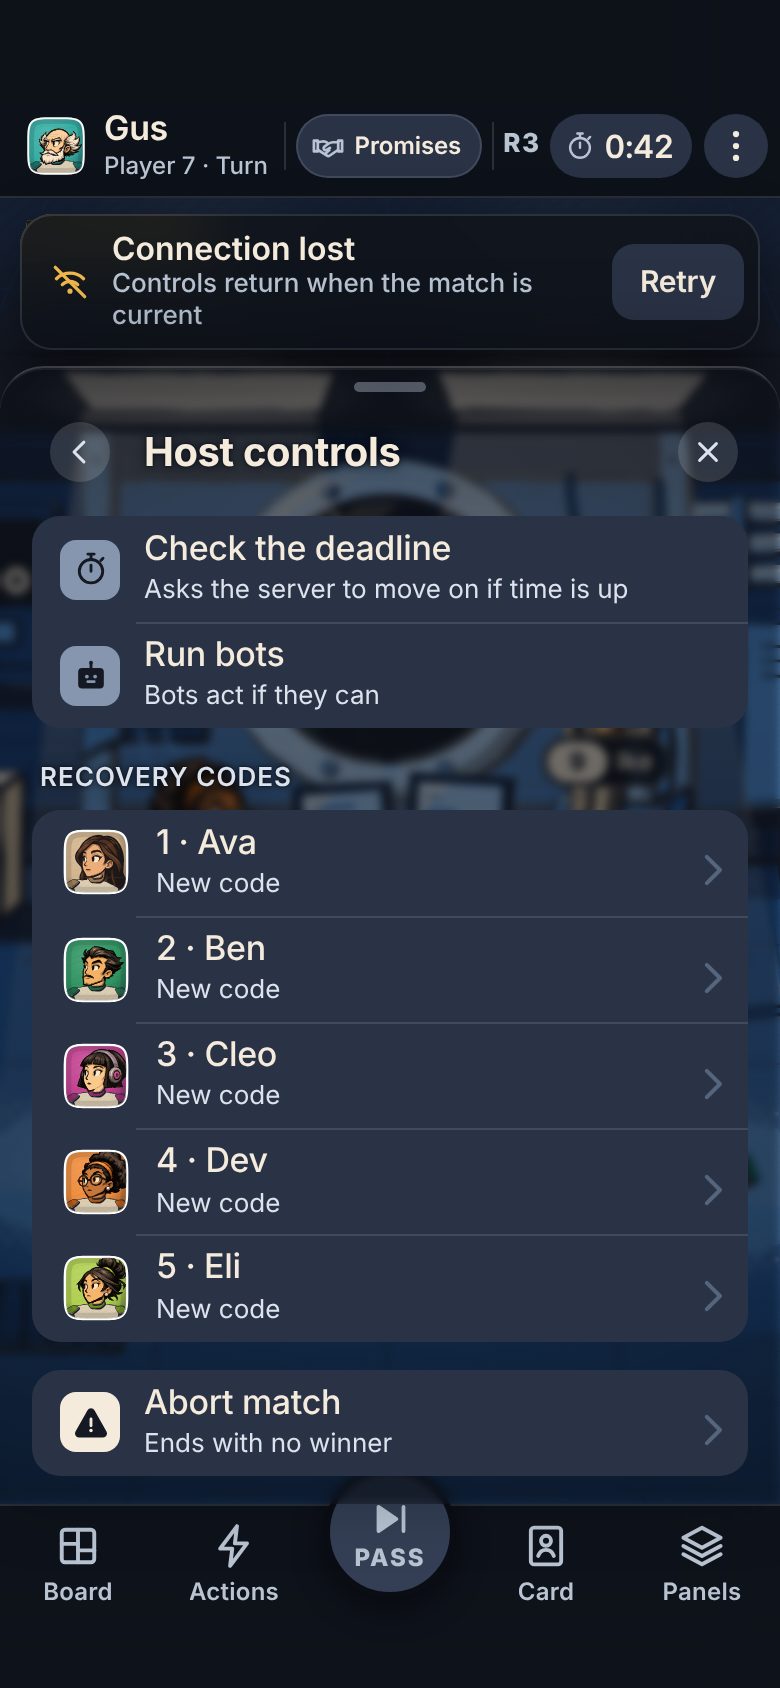 Gus
Player 7 · Turn
Promises
R3
0:42
Connection lost
Controls return when the match is
current
Retry
Host controls
Check the deadline
Asks the server to move on if time is up
Run bots
Bots act if they can
RECOVERY CODES
1 · Ava
New code
2 · Ben
New code
3 · Cleo
New code
4 · Dev
New code
5 · Eli
New code
Abort match
Ends with no winner
Board
Actions
PASS
Card
Panels